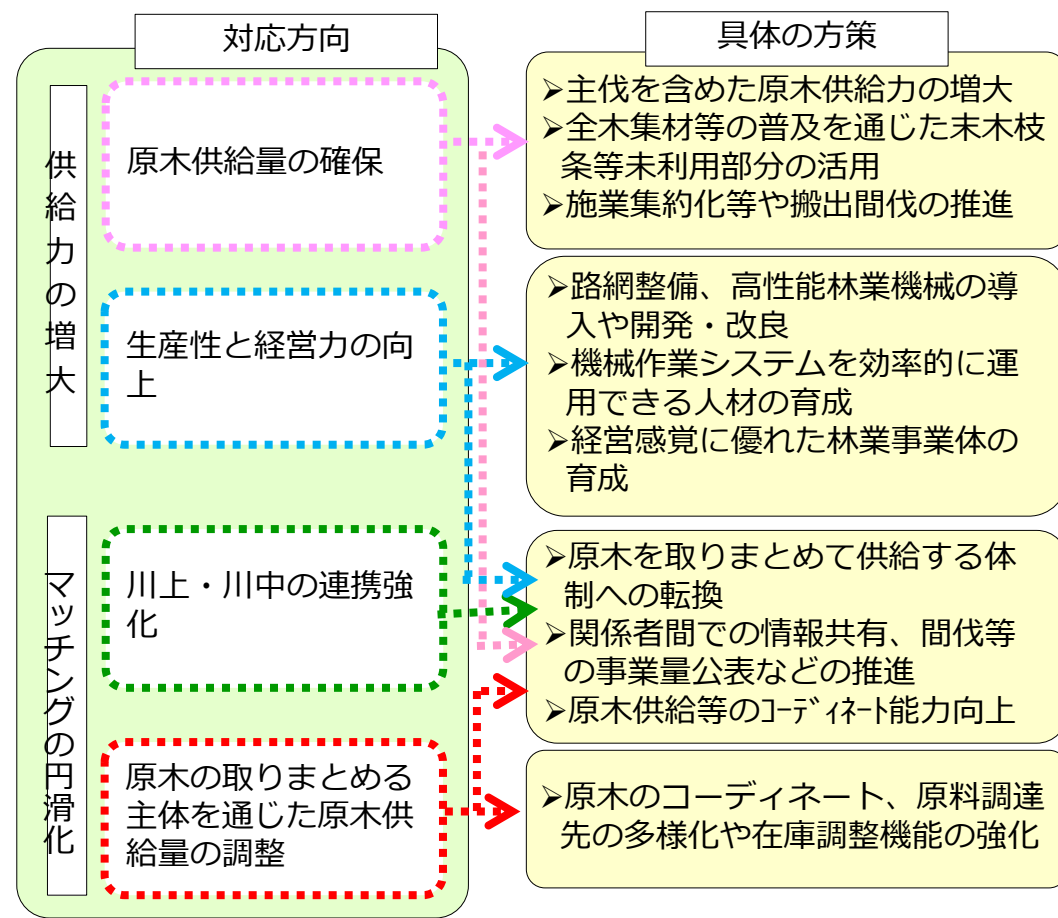 対応方向
具体の方策
供給力の増大
原木供給量の確保
生産性と経営力の向
上
マッチングの円滑化
川上・川中の連携強
化
原木の取りまとめる
主体を通じた原木供
給量の調整
➢主伐を含めた原木供給力の増大
➢全木集材等の普及を通じた末木枝
条等未利用部分の活用
➢施業集約化等や搬出間伐の推進
➢路網整備、高性能林業機械の導
入や開発・改良
➢機械作業システムを効率的に運
用できる人材の育成
➢経営感覚に優れた林業事業体の
育成
➢原木を取りまとめて供給する体
制への転換
➢関係者間での情報共有、間伐等
の事業量公表などの推進
➢原木供給等のｺｰﾃﾞｨﾈｰﾄ能力向上
➢原木のコーディネート、原料調達
先の多様化や在庫調整機能の強化